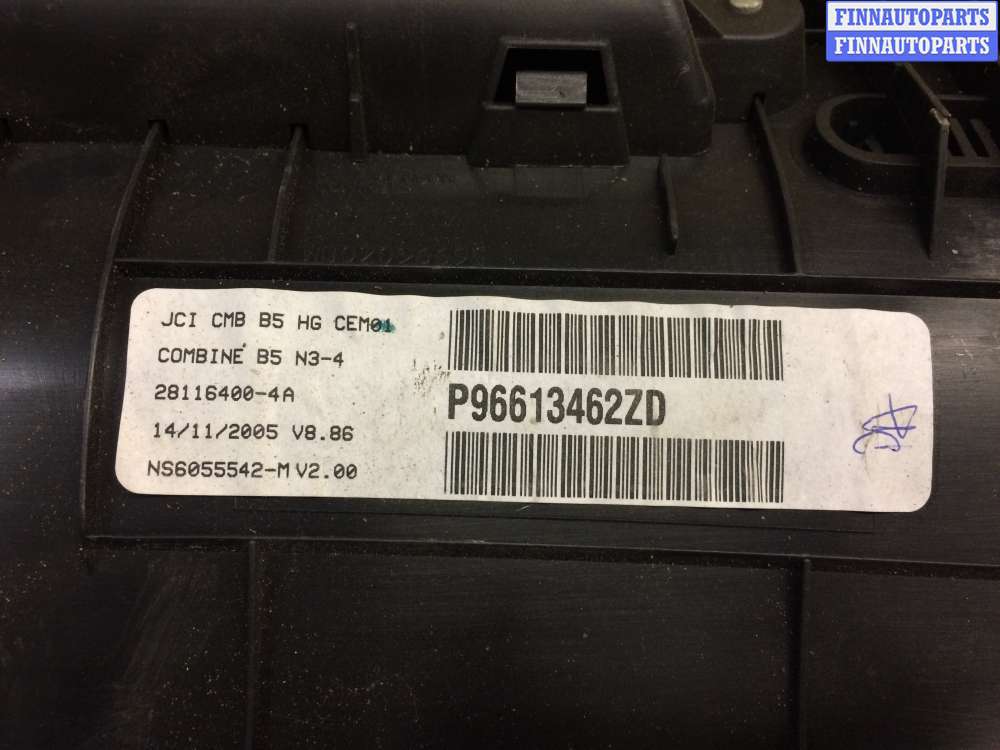 FINNAUTOPARTS
FINNAUTOPARTS
JCI CMB B5 HG CEM01
COMBINE B5 N3-4
28116400-4A
14/11/2005 V8.86
NS6055542-M V2.00
P96613462ZD